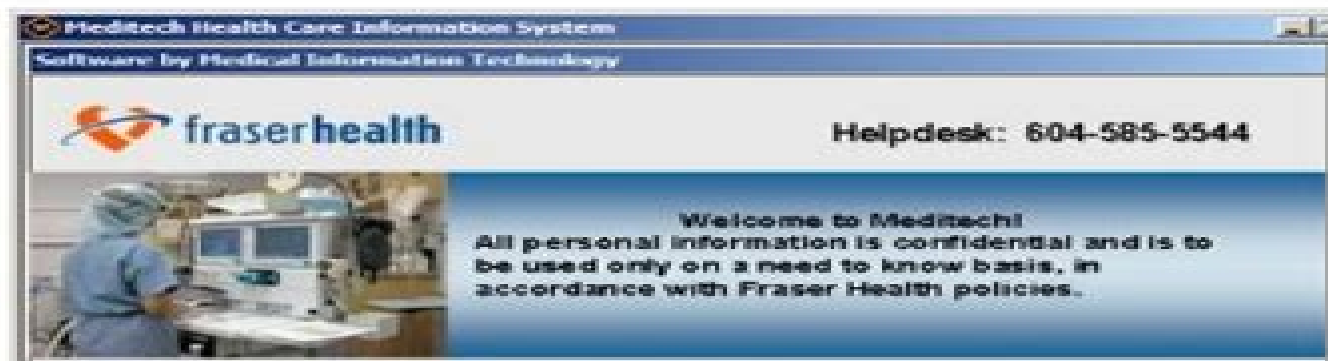 Meditech Health Care Information System
Software by Medical Information Technology
fraserhealth
Helpdesk: 604-585-5544
Welcome to Meditech!
All personal information is confidential and is to
be used only on a need to know basis, in
accordance with Fraser Health policies.